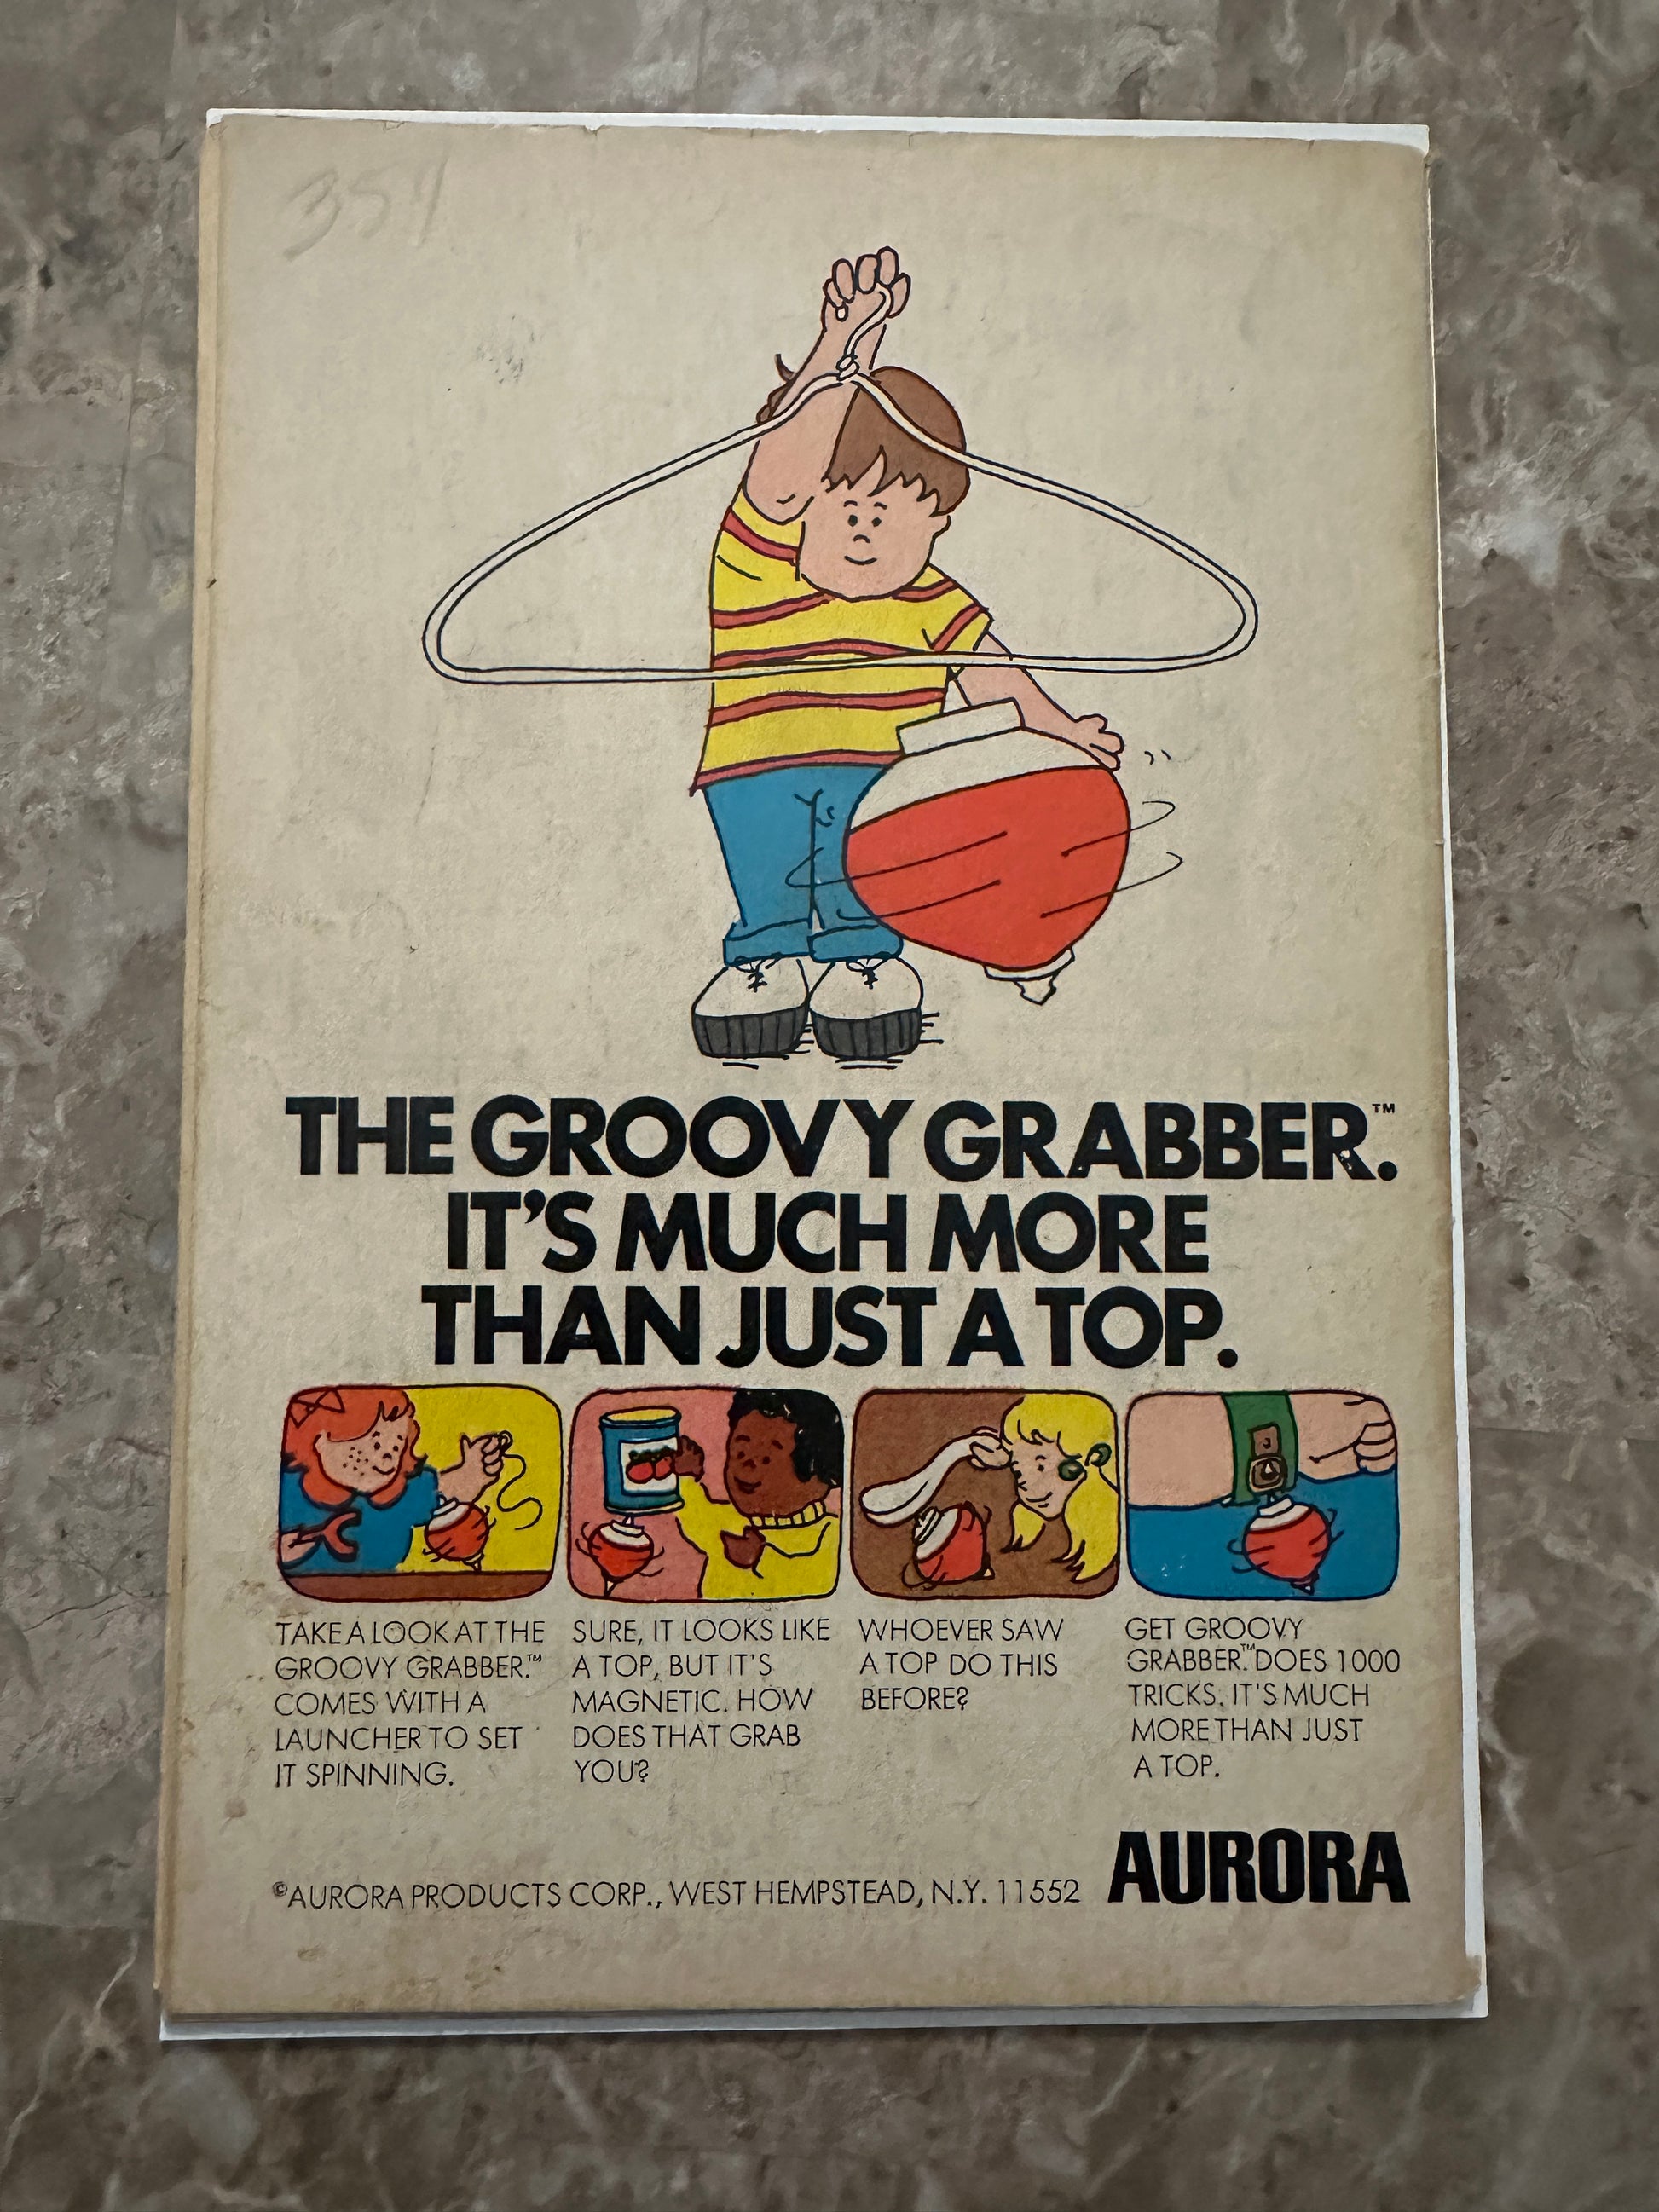 351
THE GROOVY GRABBER.™
IT'S MUCH MORE
THAN JUST A TOP.
TAKE A LOOK AT THE
GROOVY GRABBER.™
COMES WITH A
LAUNCHER TO SET
IT SPINNING.
SURE, IT LOOKS LIKE
A TOP, BUT IT'S
MAGNETIC. HOW
DOES THAT GRAB
YOU?
WHOEVER SAW
A TOP DO THIS
BEFORE?
GET GROOVY
GRABBER.™ DOES 1000
TRICKS. IT'S MUCH
MORE THAN JUST
A TOP.
©AURORA PRODUCTS CORP., WEST HEMPSTEAD, N.Y. 11552
AURORA